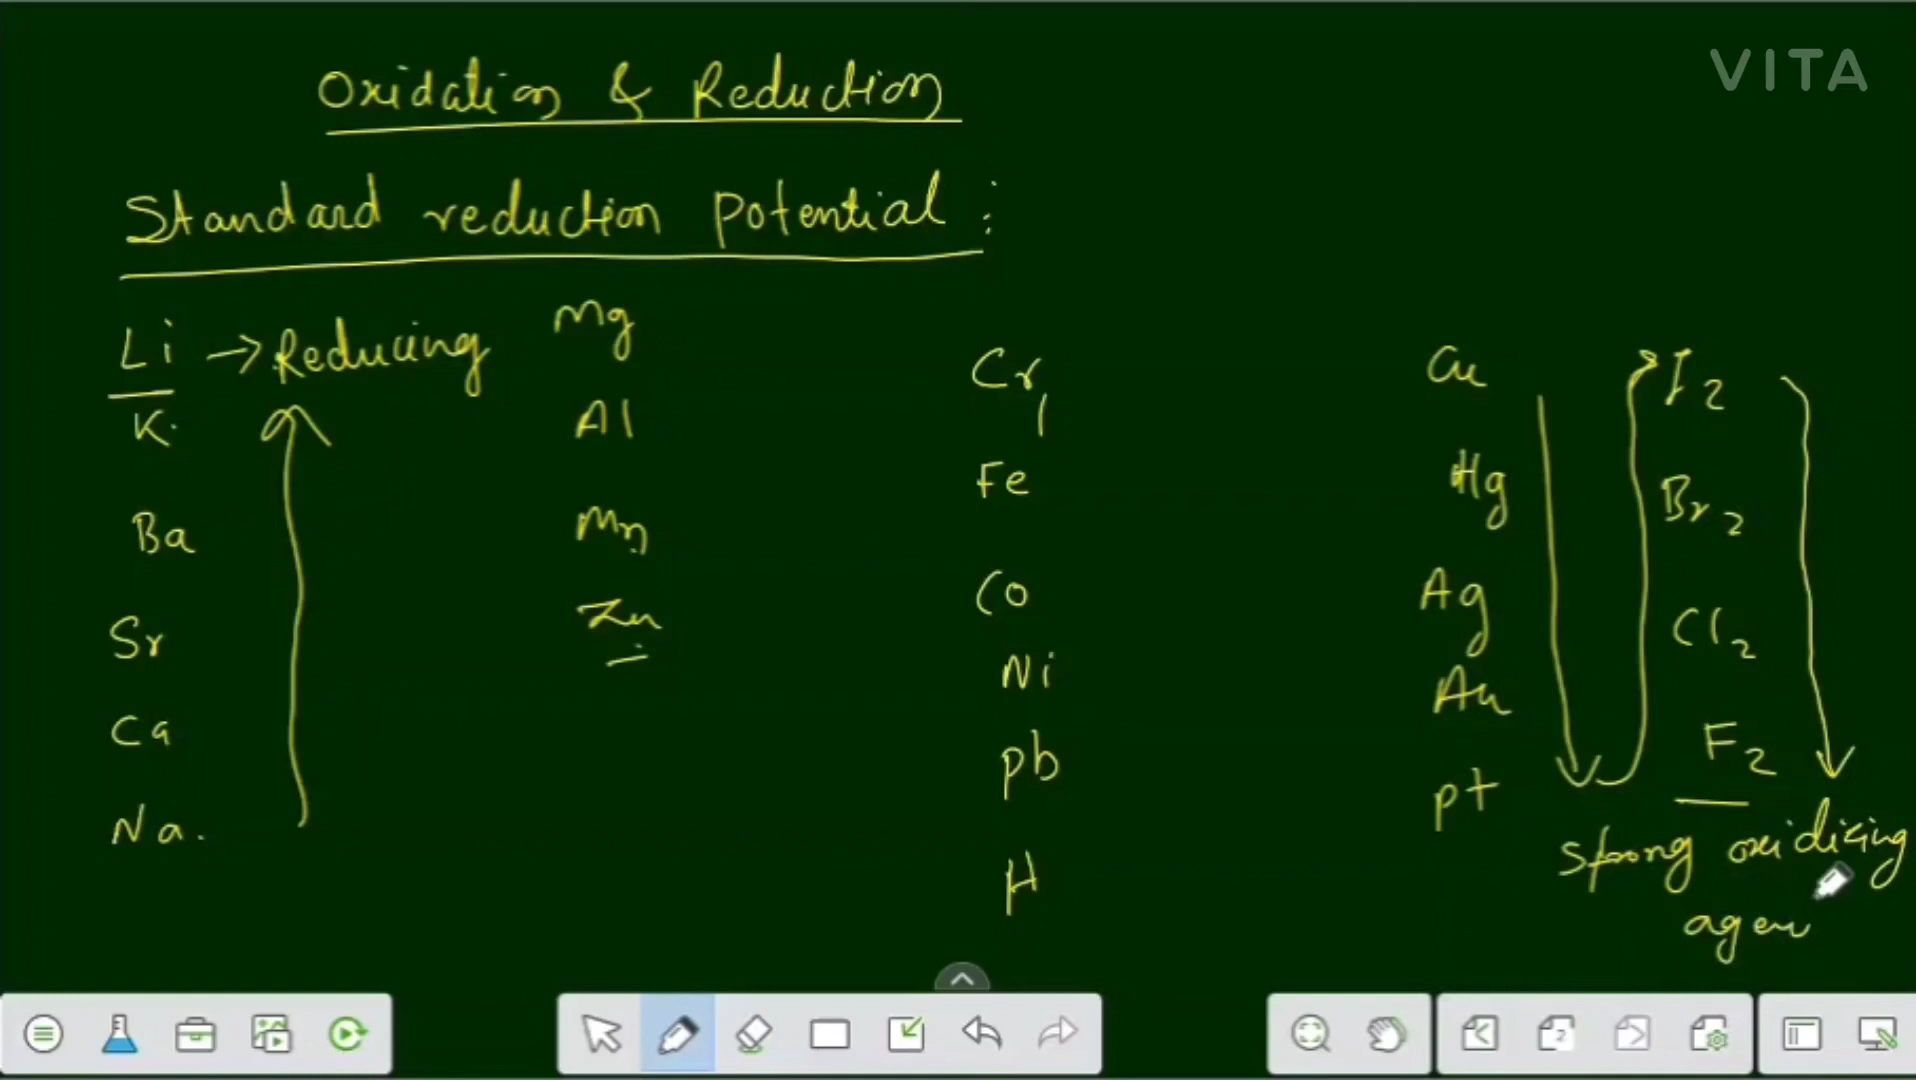 VITA
Oxidation & Reduction
Standard reduction potential :
Li → Reducing
K
Ba
Sr
Ca
Na.
Mg
Al
Mn
Zn
Cr
Fe
Co
Ni
pb
H
Cu
Hg
Ag
Au
pt
I2
Br2
Cl2
F2
strong oxidizing
agen